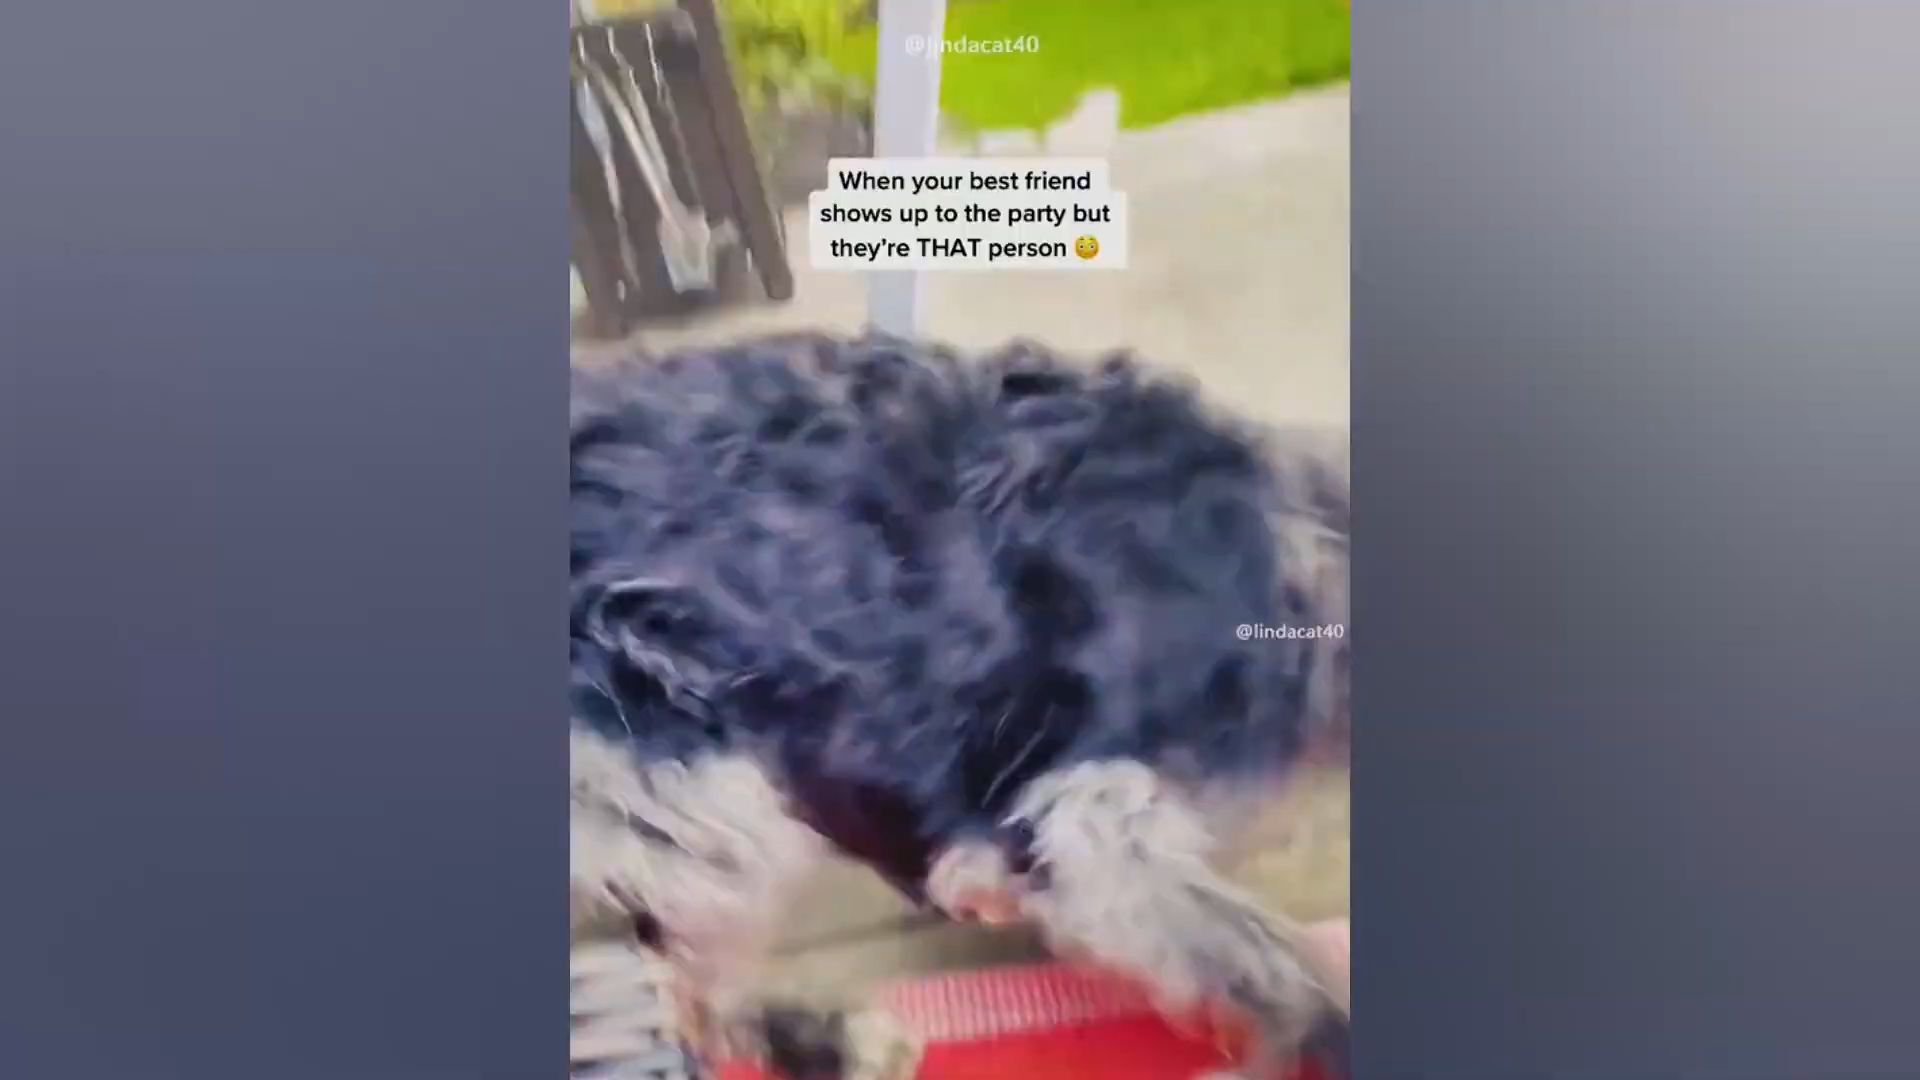 @lindacat40
When your best friend
shows up to the party but
they're THAT person 😳
@lindacat40